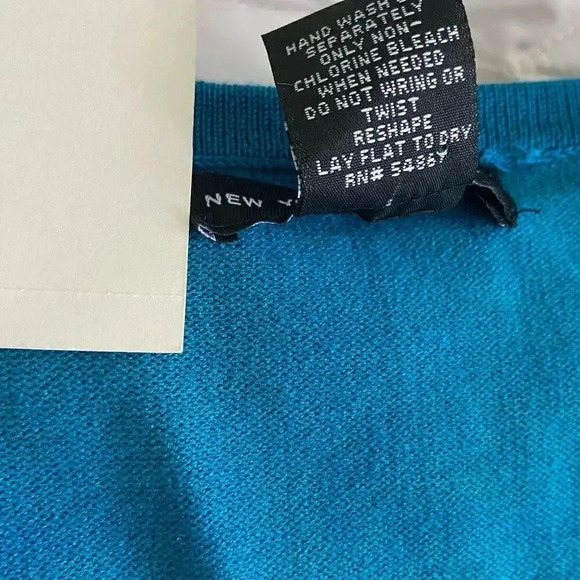 HAND WASH
SEPARATELY
ONLY NON-
CHLORINE BLEACH
WHEN NEEDED
DO NOT WRING OR
TWIST
RESHAPE
LAY FLAT TO DRY
RN# 54867
NEW Y